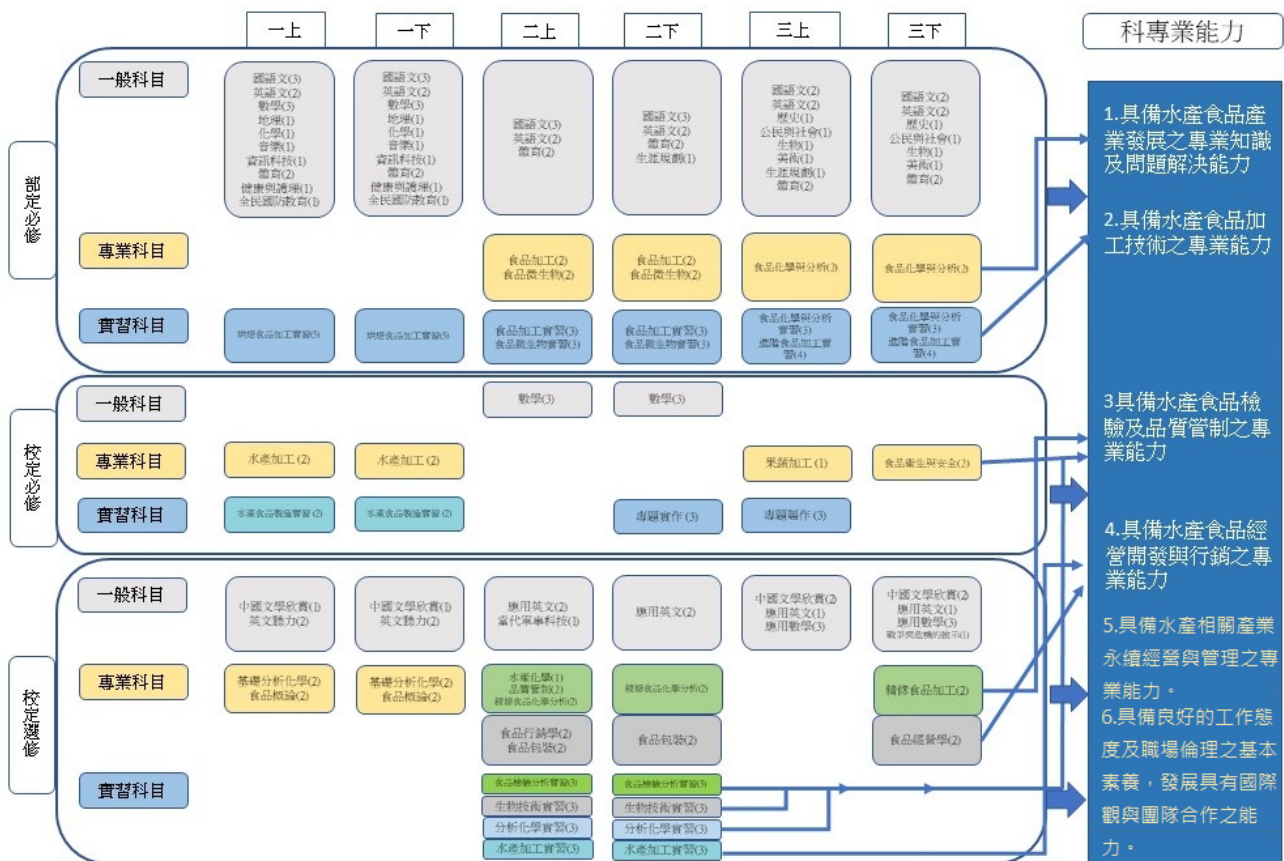 一上
一下
二上
二下
三上
三下
科專業能力
部定必修
一般科目
國語文(3)
英語文(2)
數學(3)
地理(1)
化學(1)
音樂(1)
資訊科技(1)
體育(2)
健康與護理(1)
全民國防教育(1)
國語文(3)
英語文(2)
數學(3)
地理(1)
化學(1)
音樂(1)
資訊科技(1)
體育(2)
健康與護理(1)
全民國防教育(1)
國語文(3)
英語文(2)
體育(2)
國語文(3)
英語文(2)
體育(2)
生涯規劃(1)
國語文(2)
英語文(2)
歷史(1)
公民與社會(1)
生物(1)
美術(1)
生涯規劃(1)
體育(2)
國語文(2)
英語文(2)
歷史(1)
公民與社會(1)
生物(1)
美術(1)
體育(2)
專業科目
食品加工(2)
食品微生物(2)
食品加工(2)
食品微生物(2)
食品化學與分析(2)
食品化學與分析(2)
實習科目
烘焙食品加工實習(5)
烘焙食品加工實習(5)
食品加工實習(3)
食品微生物實習(3)
食品加工實習(3)
食品微生物實習(3)
食品化學與分析
實習(3)
進階食品加工實
習(4)
食品化學與分析
實習(3)
進階食品加工實
習(4)
校定必修
一般科目
數學(3)
數學(3)
專業科目
水產加工(2)
水產加工(2)
果蔬加工(1)
食品衛生與安全(2)
實習科目
水產食品製造實習(2)
水產食品製造實習(2)
專題實作(3)
專題製作(3)
校定選修
一般科目
中國文學欣賞(1)
英文聽力(2)
中國文學欣賞(1)
英文聽力(2)
應用英文(2)
當代軍事科技(1)
應用英文(2)
中國文學欣賞(2)
應用英文(1)
應用數學(3)
中國文學欣賞(2)
應用英文(1)
應用數學(3)
戰爭與危機的啟示(1)
專業科目
基礎分析化學(2)
食品概論(2)
基礎分析化學(2)
食品概論(2)
水產化學(1)
品質管制(2)
精修食品化學分析(2)
精修食品化學分析(2)
精修食品加工(2)
食品行銷學(2)
食品包裝(2)
食品包裝(2)
食品經營學(2)
實習科目
食品檢驗分析實習(3)
食品檢驗分析實習(3)
生物技術實習(3)
生物技術實習(3)
分析化學實習(3)
分析化學實習(3)
水產加工實習(3)
水產加工實習(3)
1.具備水產食品產
業發展之專業知識
及問題解決能力
2.具備水產食品加
工技術之專業能力
3具備水產食品檢
驗及品質管制之專
業能力
4.具備水產食品經
營開發與行銷之專
業能力
5.具備水產相關產業
永續經營與管理之專
業能力。
6.具備良好的工作態
度及職場倫理之基本
素養，發展具有國際
觀與團隊合作之能
力。